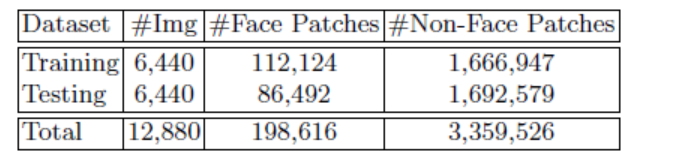 Dataset #Img #Face Patches #Non-Face Patches
Training 6,440 112,124 1,666,947
Testing 6,440 86,492 1,692,579
Total 12,880 198,616 3,359,526